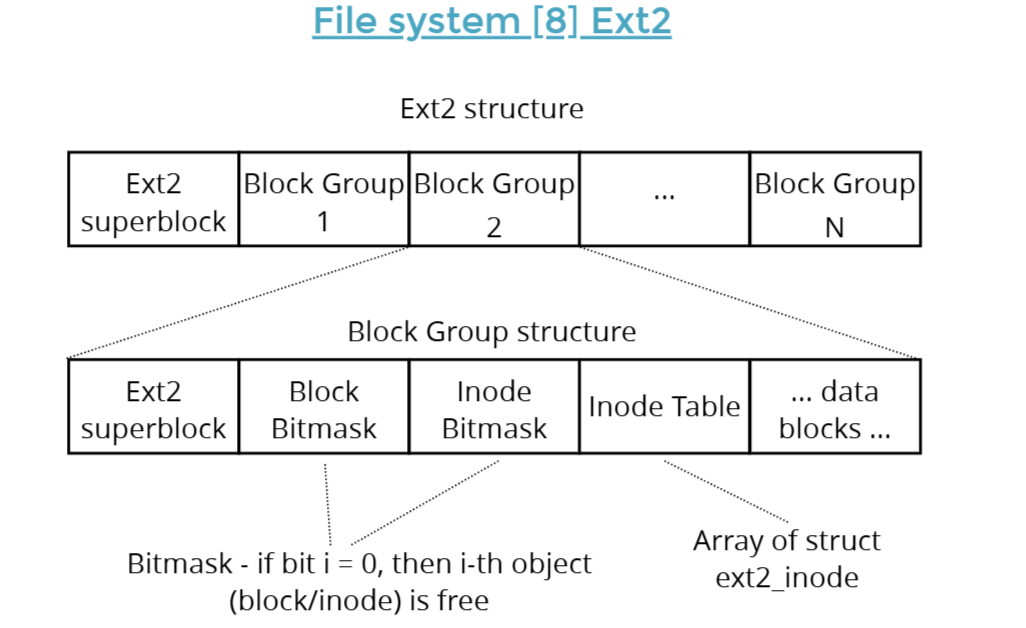 File system [8] Ext2
Ext2 structure
Ext2
superblock
Block Group
1
Block Group
2
...
Block Group
N
Block Group structure
Ext2
superblock
Block
Bitmask
Inode
Bitmask
Inode Table
... data
blocks ...
Bitmask - if bit i = 0, then i-th object
(block/inode) is free
Array of struct
ext2_inode